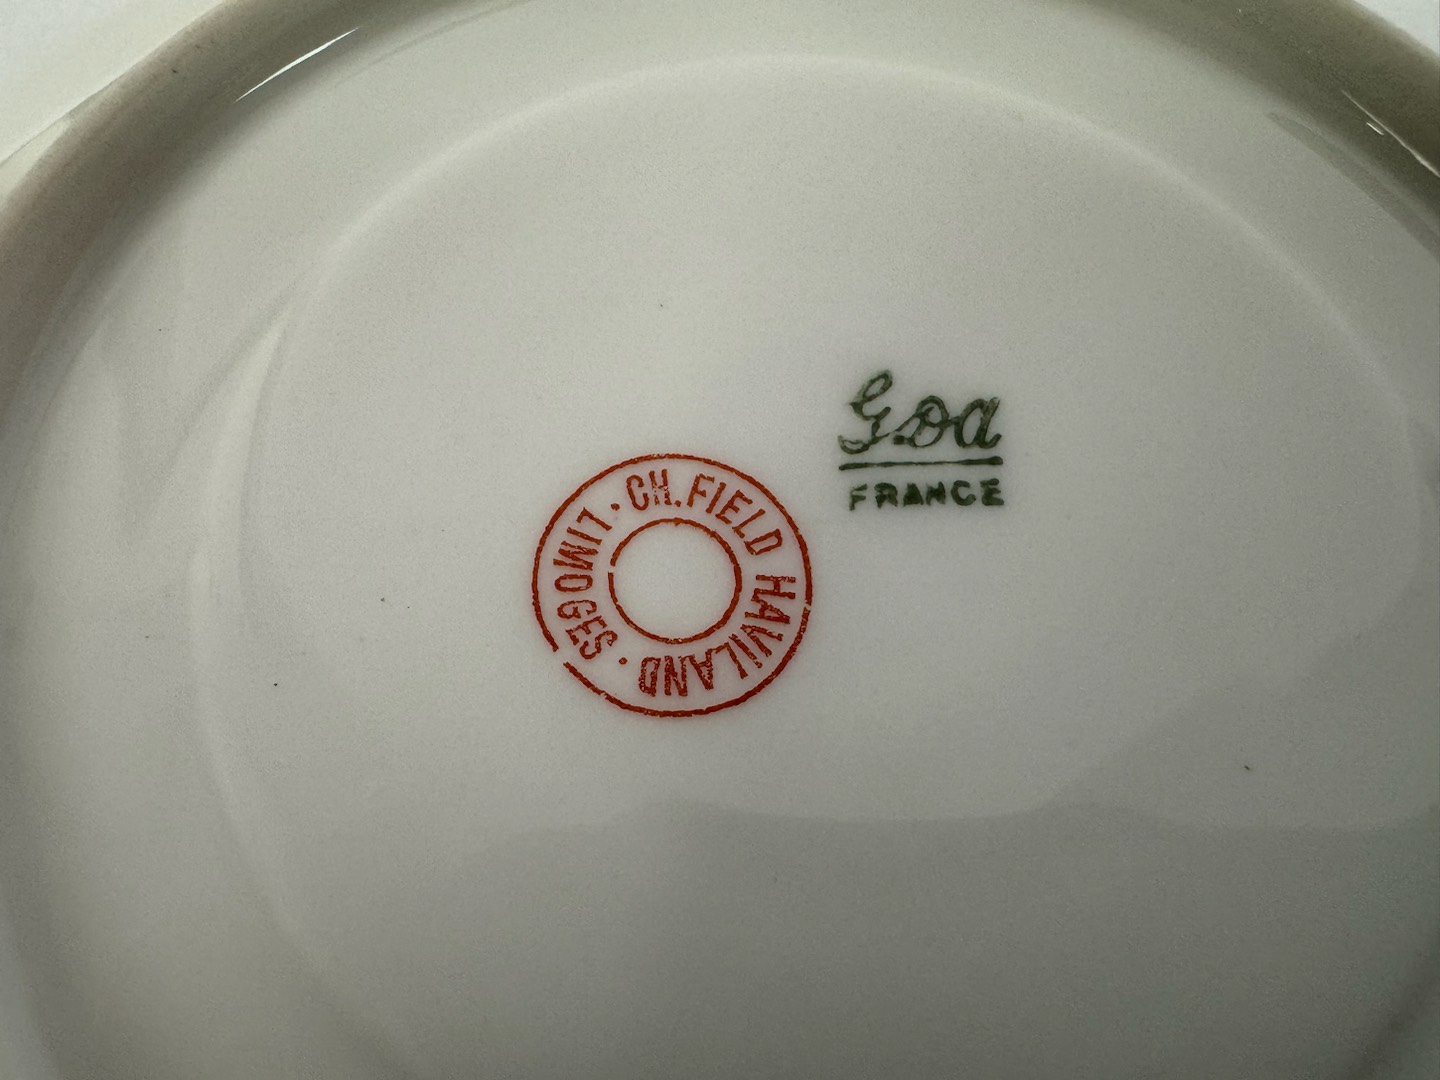 GDa
FRANCE
CH. FIELD HAVILAND · LIMOGES ·